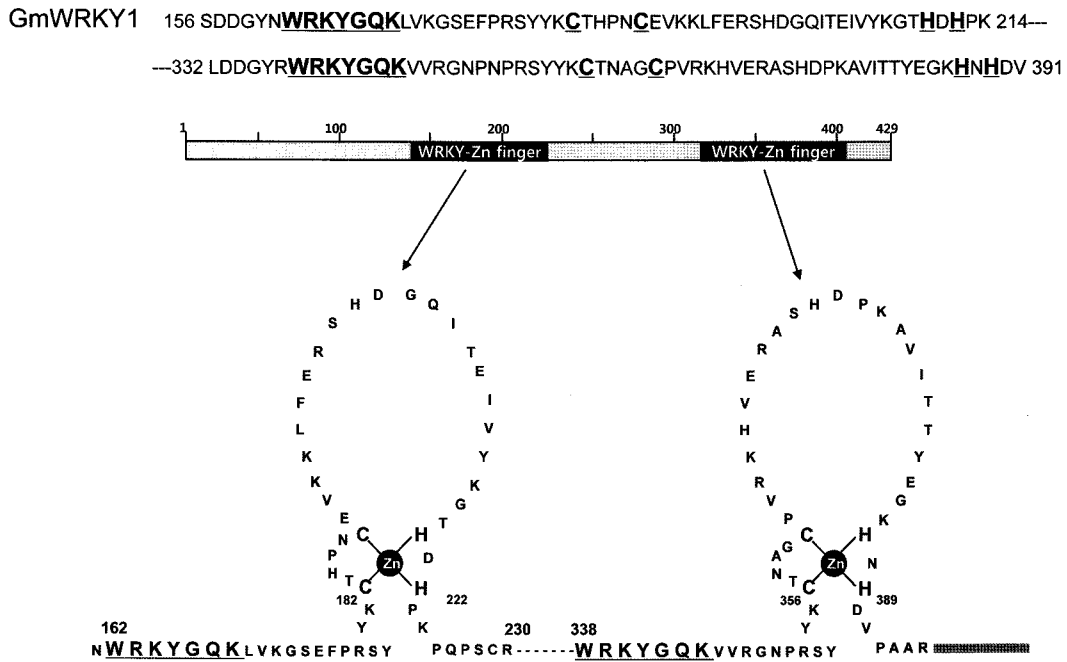 GmWRKY1 156 SDDGYNWRKYGQKLVKGSEFPRSYYKCTHPNCEVKKLFERSHDGQITEIVYKGTHDHPK 214---
---332 LDDGYRWRKYGQKVVRGNPNPRSYYKCTNAGCPVRKHVERASHDPKAVITTYEGKHNHDV 391
1 100 200 300 400 429
WRKY-Zn finger WRKY-Zn finger
Y K C T H P N C E V K K L F E R S H D G Q I T E I V Y K G T H D H P K
Zn
182 222
Y K C T N A G C P V R K H V E R A S H D P K A V I T T Y E G K H N H D V
Zn
356 389
162 230 338
NWRKYGQKLVKGSEFPRSY PQPSCR-------WRKYGQKVVRGNPRSY PAAR